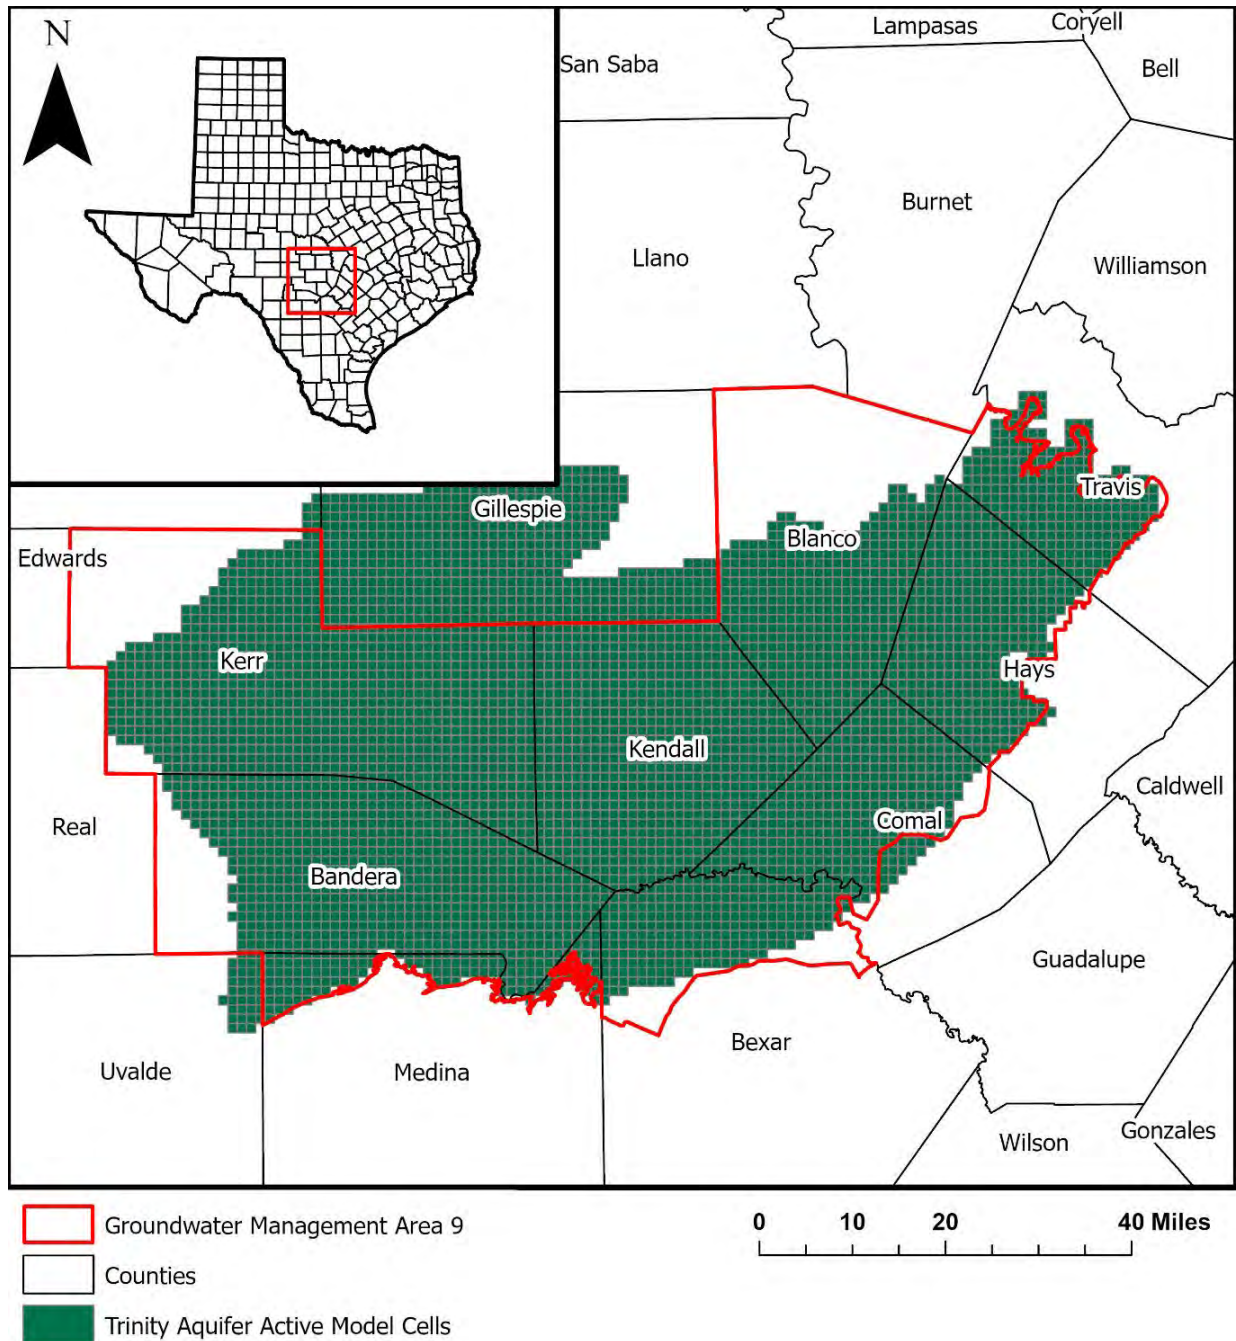 N
Lampasas
Coryell
San Saba
Bell
Burnet
Llano
Williamson
Gillespie
Travis
Blanco
Edwards
Kerr
Hays
Kendall
Caldwell
Real
Comal
Bandera
Guadalupe
Uvalde
Medina
Bexar
Wilson
Gonzales
Groundwater Management Area 9
0 10 20 40 Miles
Counties
Trinity Aquifer Active Model Cells